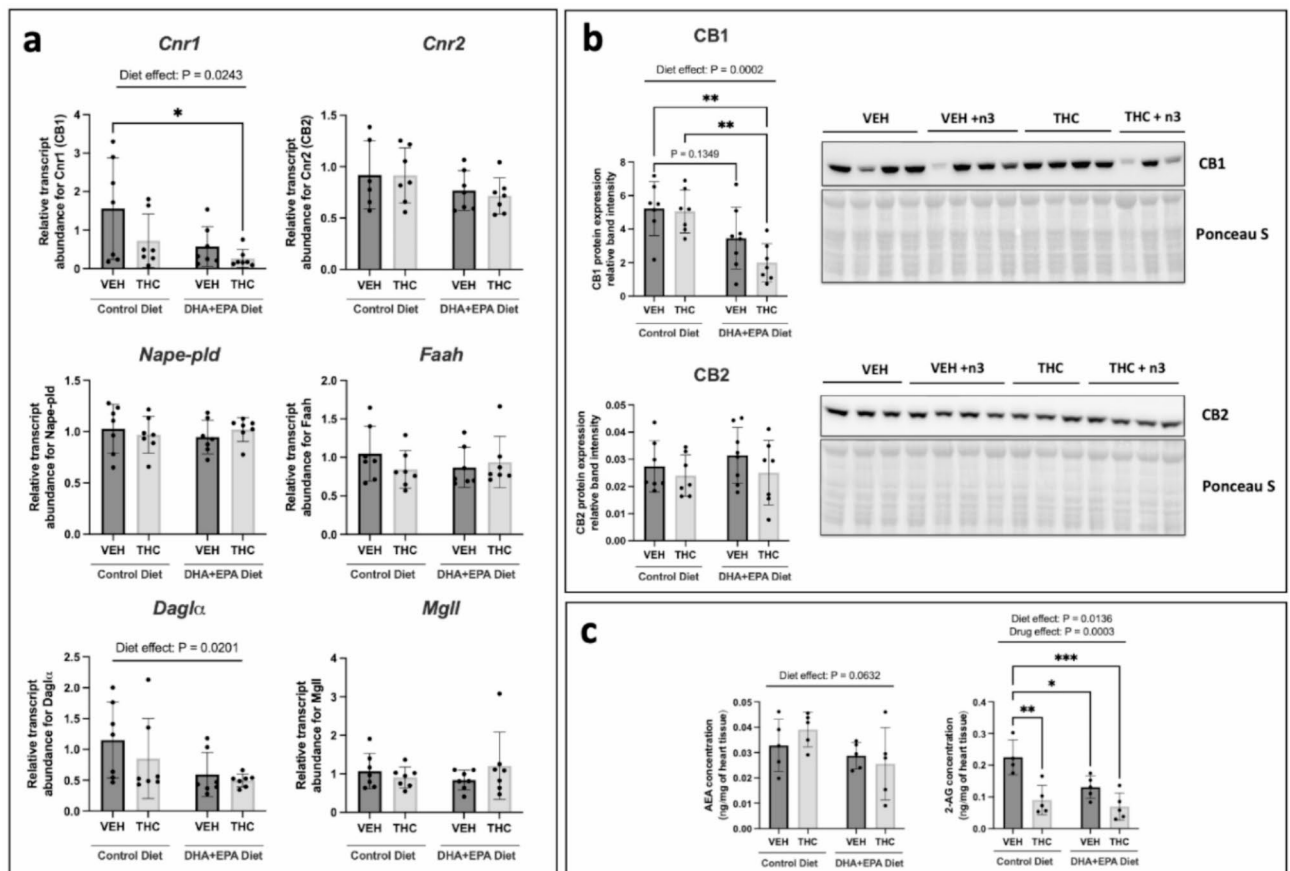 a
Cnr1
Diet effect: P = 0.0243
*
Relative transcript
abundance for Cnr1 (CB1)
4
3
2
1
0
VEH THC VEH THC
Control Diet DHA+EPA Diet
Cnr2
Relative transcript
abundance for Cnr2 (CB2)
1.5
1.0
0.5
0.0
VEH THC VEH THC
Control Diet DHA+EPA Diet
Nape-pld
Relative transcript
abundance for Nape-pld
1.5
1.0
0.5
0.0
VEH THC VEH THC
Control Diet DHA+EPA Diet
Faah
Relative transcript
abundance for Faah
2.0
1.5
1.0
0.5
0.0
VEH THC VEH THC
Control Diet DHA+EPA Diet
Daglα
Diet effect: P = 0.0201
Relative transcript
abundance for Daglα
2.5
2.0
1.5
1.0
0.5
0.0
VEH THC VEH THC
Control Diet DHA+EPA Diet
Mgll
Relative transcript
abundance for Mgll
4
3
2
1
0
VEH THC VEH THC
Control Diet DHA+EPA Diet
b
CB1
Diet effect: P = 0.0002
**
**
P = 0.1349
CB1 protein expression
relative band intensity
8
6
4
2
0
VEH THC VEH THC
Control Diet DHA+EPA Diet
VEH VEH +n3 THC THC + n3
CB1
Ponceau S
CB2
CB2 protein expression
relative band intensity
0.05
0.04
0.03
0.02
0.01
0.00
VEH THC VEH THC
Control Diet DHA+EPA Diet
VEH VEH +n3 THC THC + n3
CB2
Ponceau S
c
Diet effect: P = 0.0632
AEA concentration
(ng/mg of heart tissue)
0.05
0.04
0.03
0.02
0.01
0.00
VEH THC VEH THC
Control Diet DHA+EPA Diet
Diet effect: P = 0.0136
Drug effect: P = 0.0003
***
*
**
2-AG concentration
(ng/mg of heart tissue)
0.4
0.3
0.2
0.1
0.0
VEH THC VEH THC
Control Diet DHA+EPA Diet